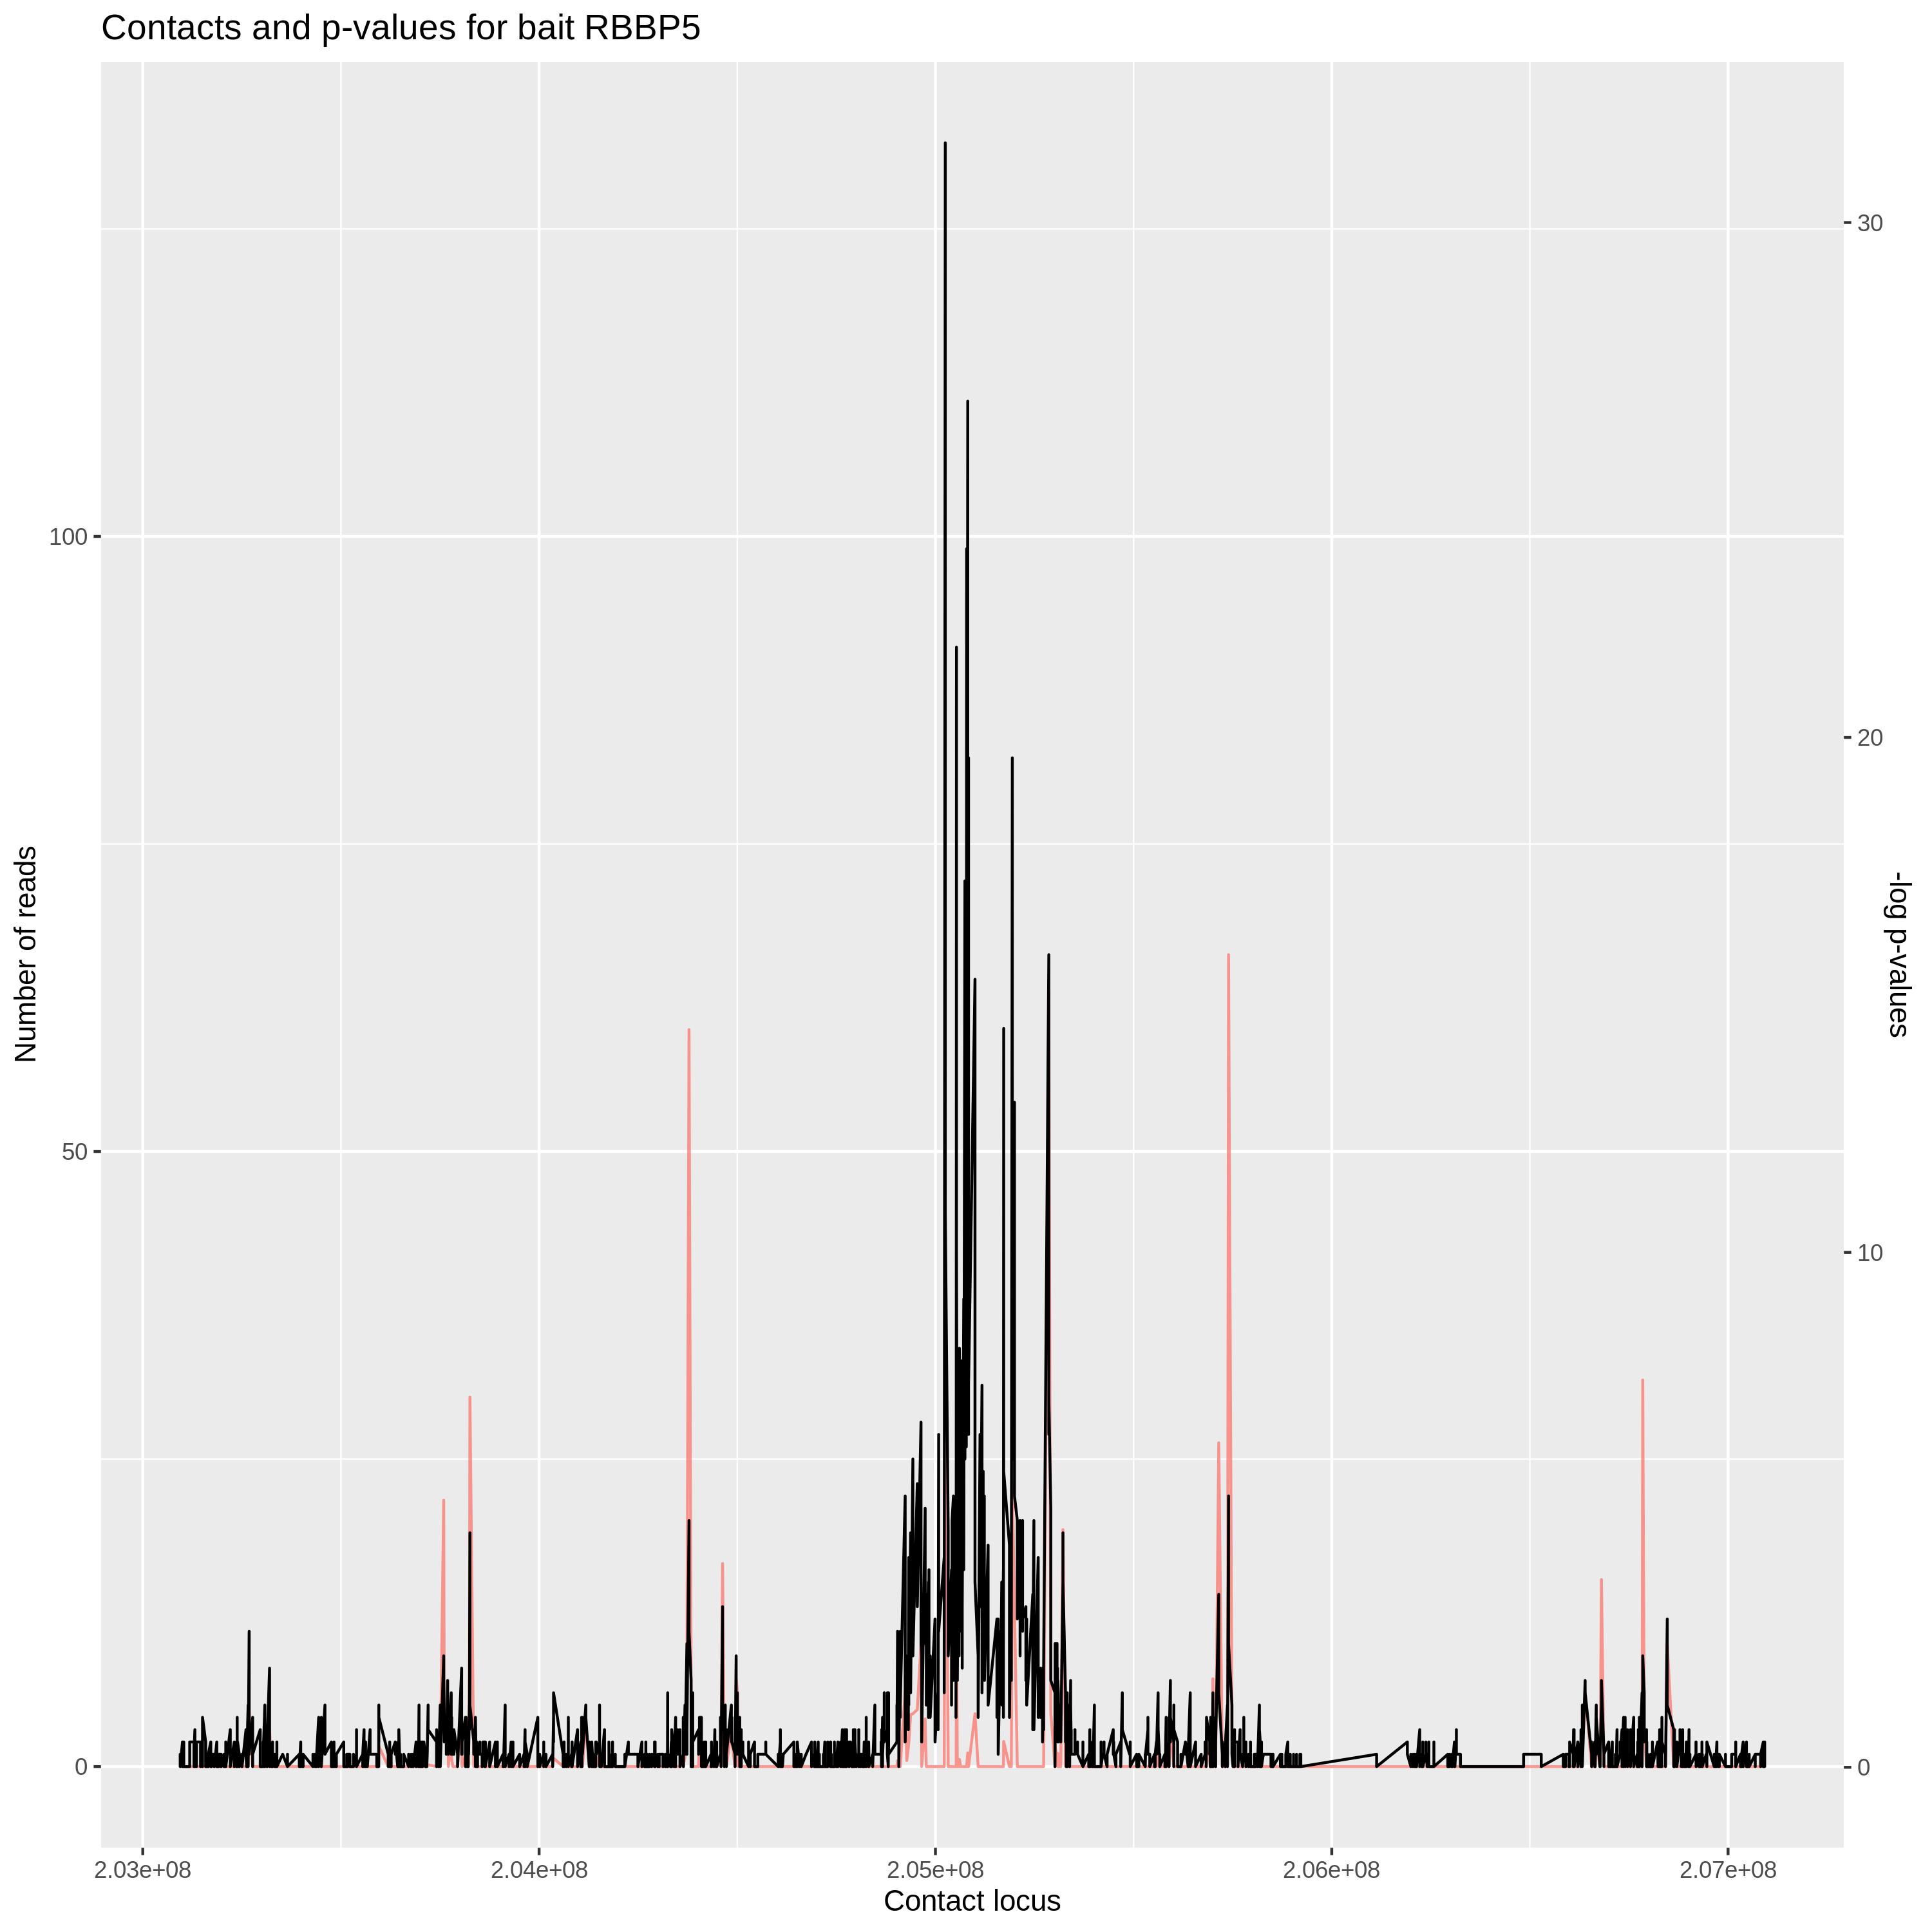 Contacts and p-values for bait RBBP5
Number of reads
100
50
0
30
20
10
0
-log p-values
2.03e+08 2.04e+08 2.05e+08 2.06e+08 2.07e+08
Contact locus